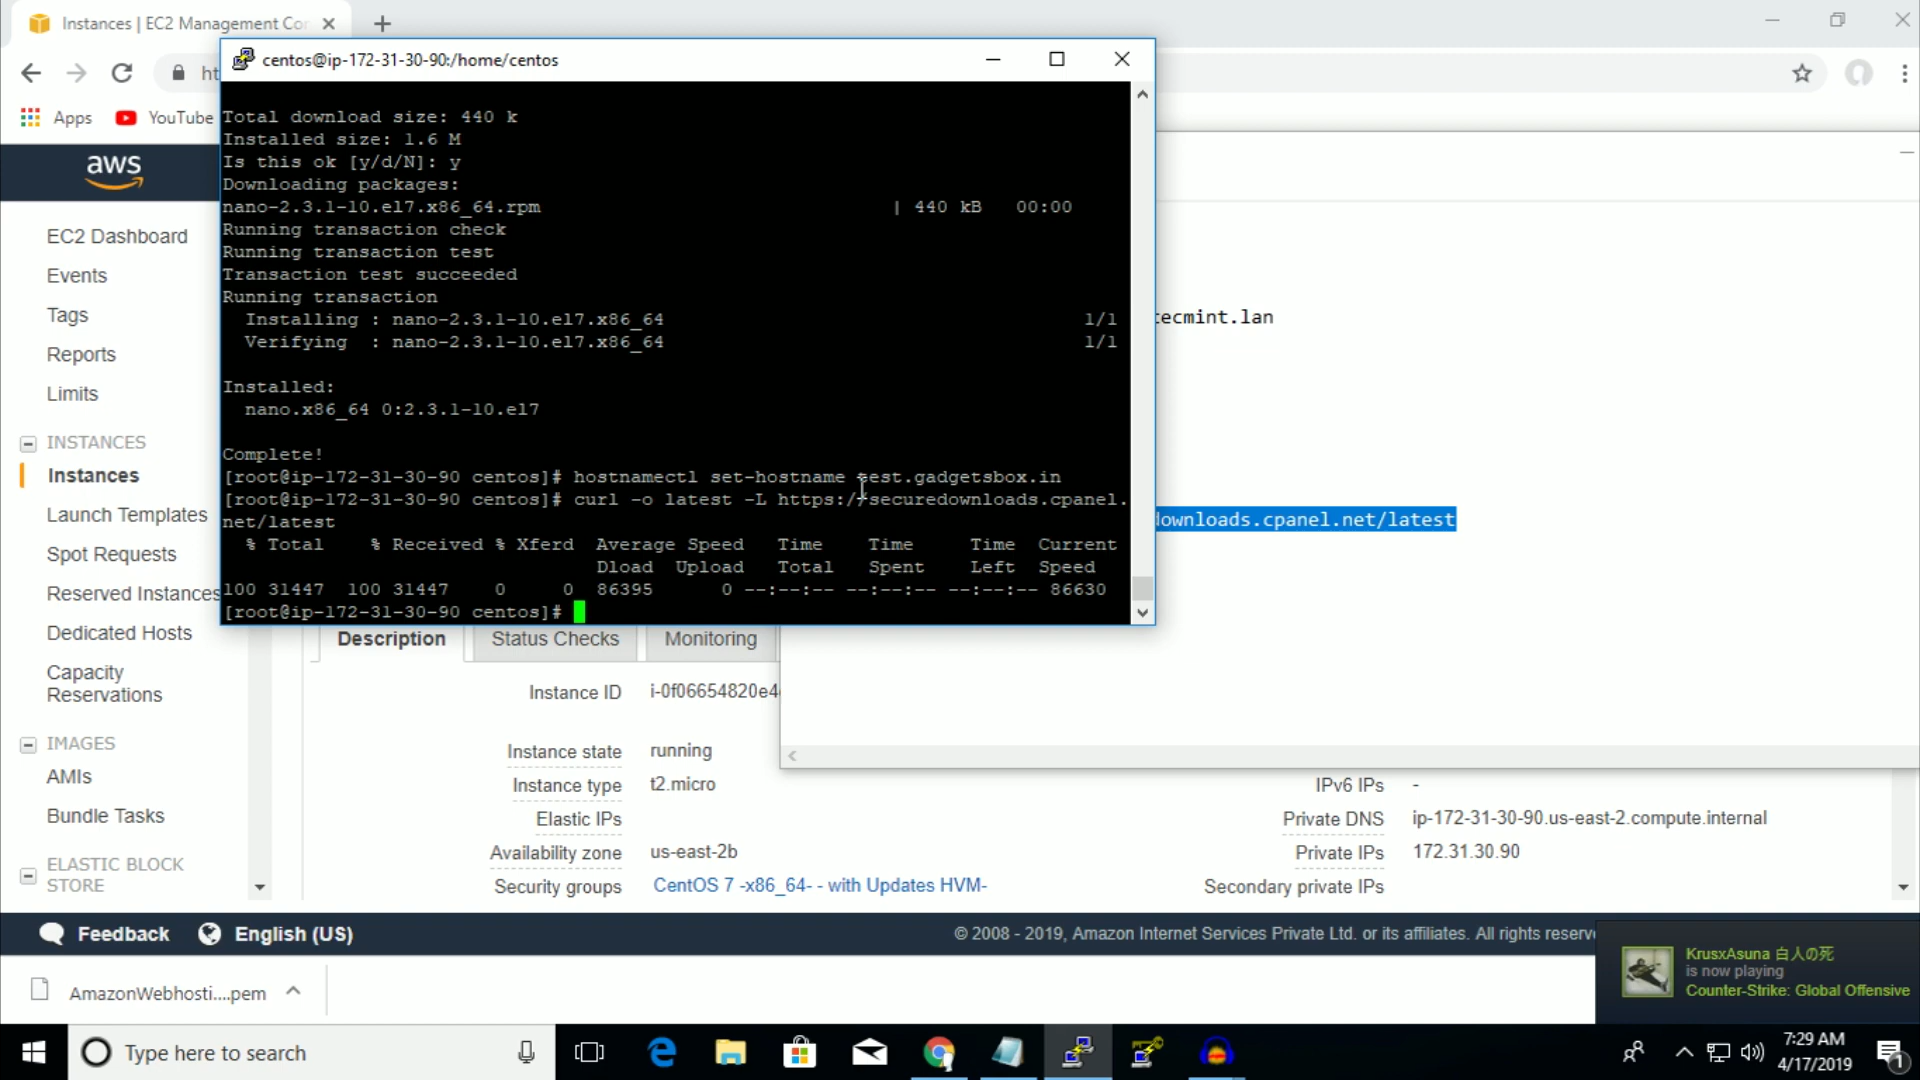 Instances | EC2 Management Con
centos@ip-172-31-30-90:/home/centos
Apps
YouTube
Total download size: 440 k
Installed size: 1.6 M
Is this ok [y/d/N]: y
Downloading packages:
nano-2.3.1-10.el7.x86_64.rpm | 440 kB 00:00
Running transaction check
Running transaction test
Transaction test succeeded
Running transaction
Installing : nano-2.3.1-10.el7.x86_64 1/1
Verifying : nano-2.3.1-10.el7.x86_64 1/1
Installed:
nano.x86_64 0:2.3.1-10.el7
Complete!
[root@ip-172-31-30-90 centos]# hostnamectl set-hostname test.gadgetsbox.in
[root@ip-172-31-30-90 centos]# curl -o latest -L https://securedownloads.cpanel.
net/latest
% Total % Received % Xferd Average Speed Time Time Time Current
Dload Upload Total Spent Left Speed
100 31447 100 31447 0 0 86395 0 --:--:-- --:--:-- --:--:-- 86630
[root@ip-172-31-30-90 centos]#
tecmint.lan
downloads.cpanel.net/latest
aws
EC2 Dashboard
Events
Tags
Reports
Limits
INSTANCES
Instances
Launch Templates
Spot Requests
Reserved Instances
Dedicated Hosts
Capacity
Reservations
IMAGES
AMIs
Bundle Tasks
ELASTIC BLOCK
STORE
Description
Status Checks
Monitoring
Instance ID i-0f06654820e4
Instance state running
Instance type t2.micro
Elastic IPs
Availability zone us-east-2b
Security groups CentOS 7 -x86_64- - with Updates HVM-
IPv6 IPs -
Private DNS ip-172-31-30-90.us-east-2.compute.internal
Private IPs 172.31.30.90
Secondary private IPs
Feedback
English (US)
© 2008 - 2019, Amazon Internet Services Private Ltd. or its affiliates. All rights reserv
KrusxAsuna 白人の死
is now playing
Counter-Strike: Global Offensive
AmazonWebhosti....pem
Type here to search
7:29 AM
4/17/2019
1